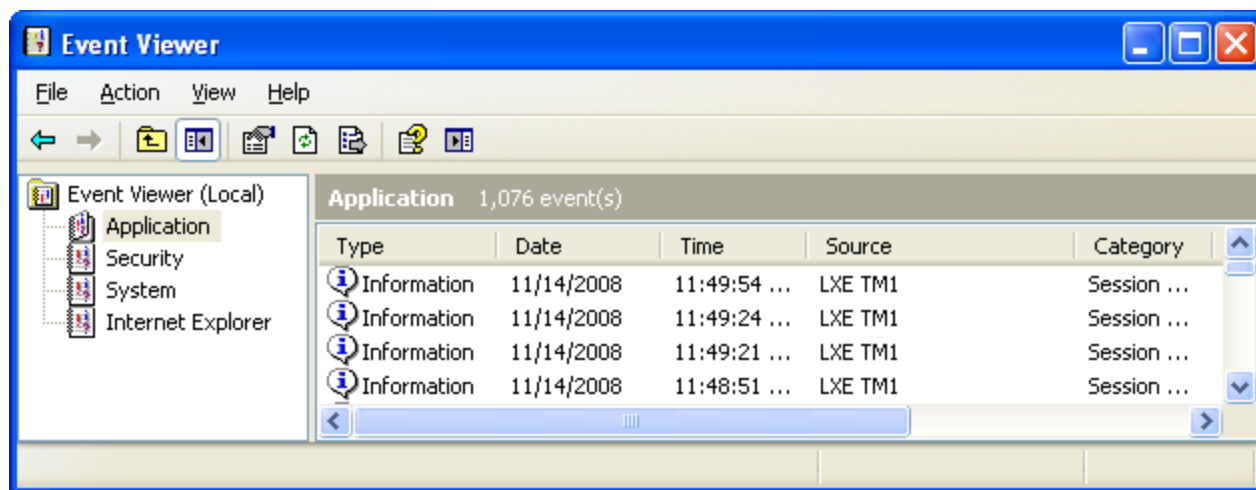 Event Viewer
File Action View Help
Event Viewer (Local)
Application
Security
System
Internet Explorer
Application 1,076 event(s)
Type Date Time Source Category
Information 11/14/2008 11:49:54 ... LXE TM1 Session ...
Information 11/14/2008 11:49:24 ... LXE TM1 Session ...
Information 11/14/2008 11:49:21 ... LXE TM1 Session ...
Information 11/14/2008 11:48:51 ... LXE TM1 Session ...